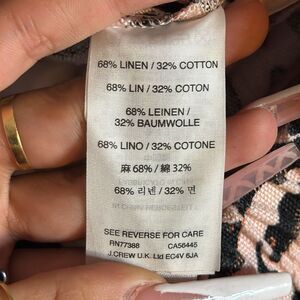 68% LINEN / 32% COTTON
68% LIN / 32% COTON
68% LEINEN /
32% BAUMWOLLE
68% LINO / 32% COTONE
麻 68% / 綿 32%
68% 리넨 / 32% 면
SEE REVERSE FOR CARE
RN77388 CA56445
J.CREW U.K. Ltd EC4V 6JA